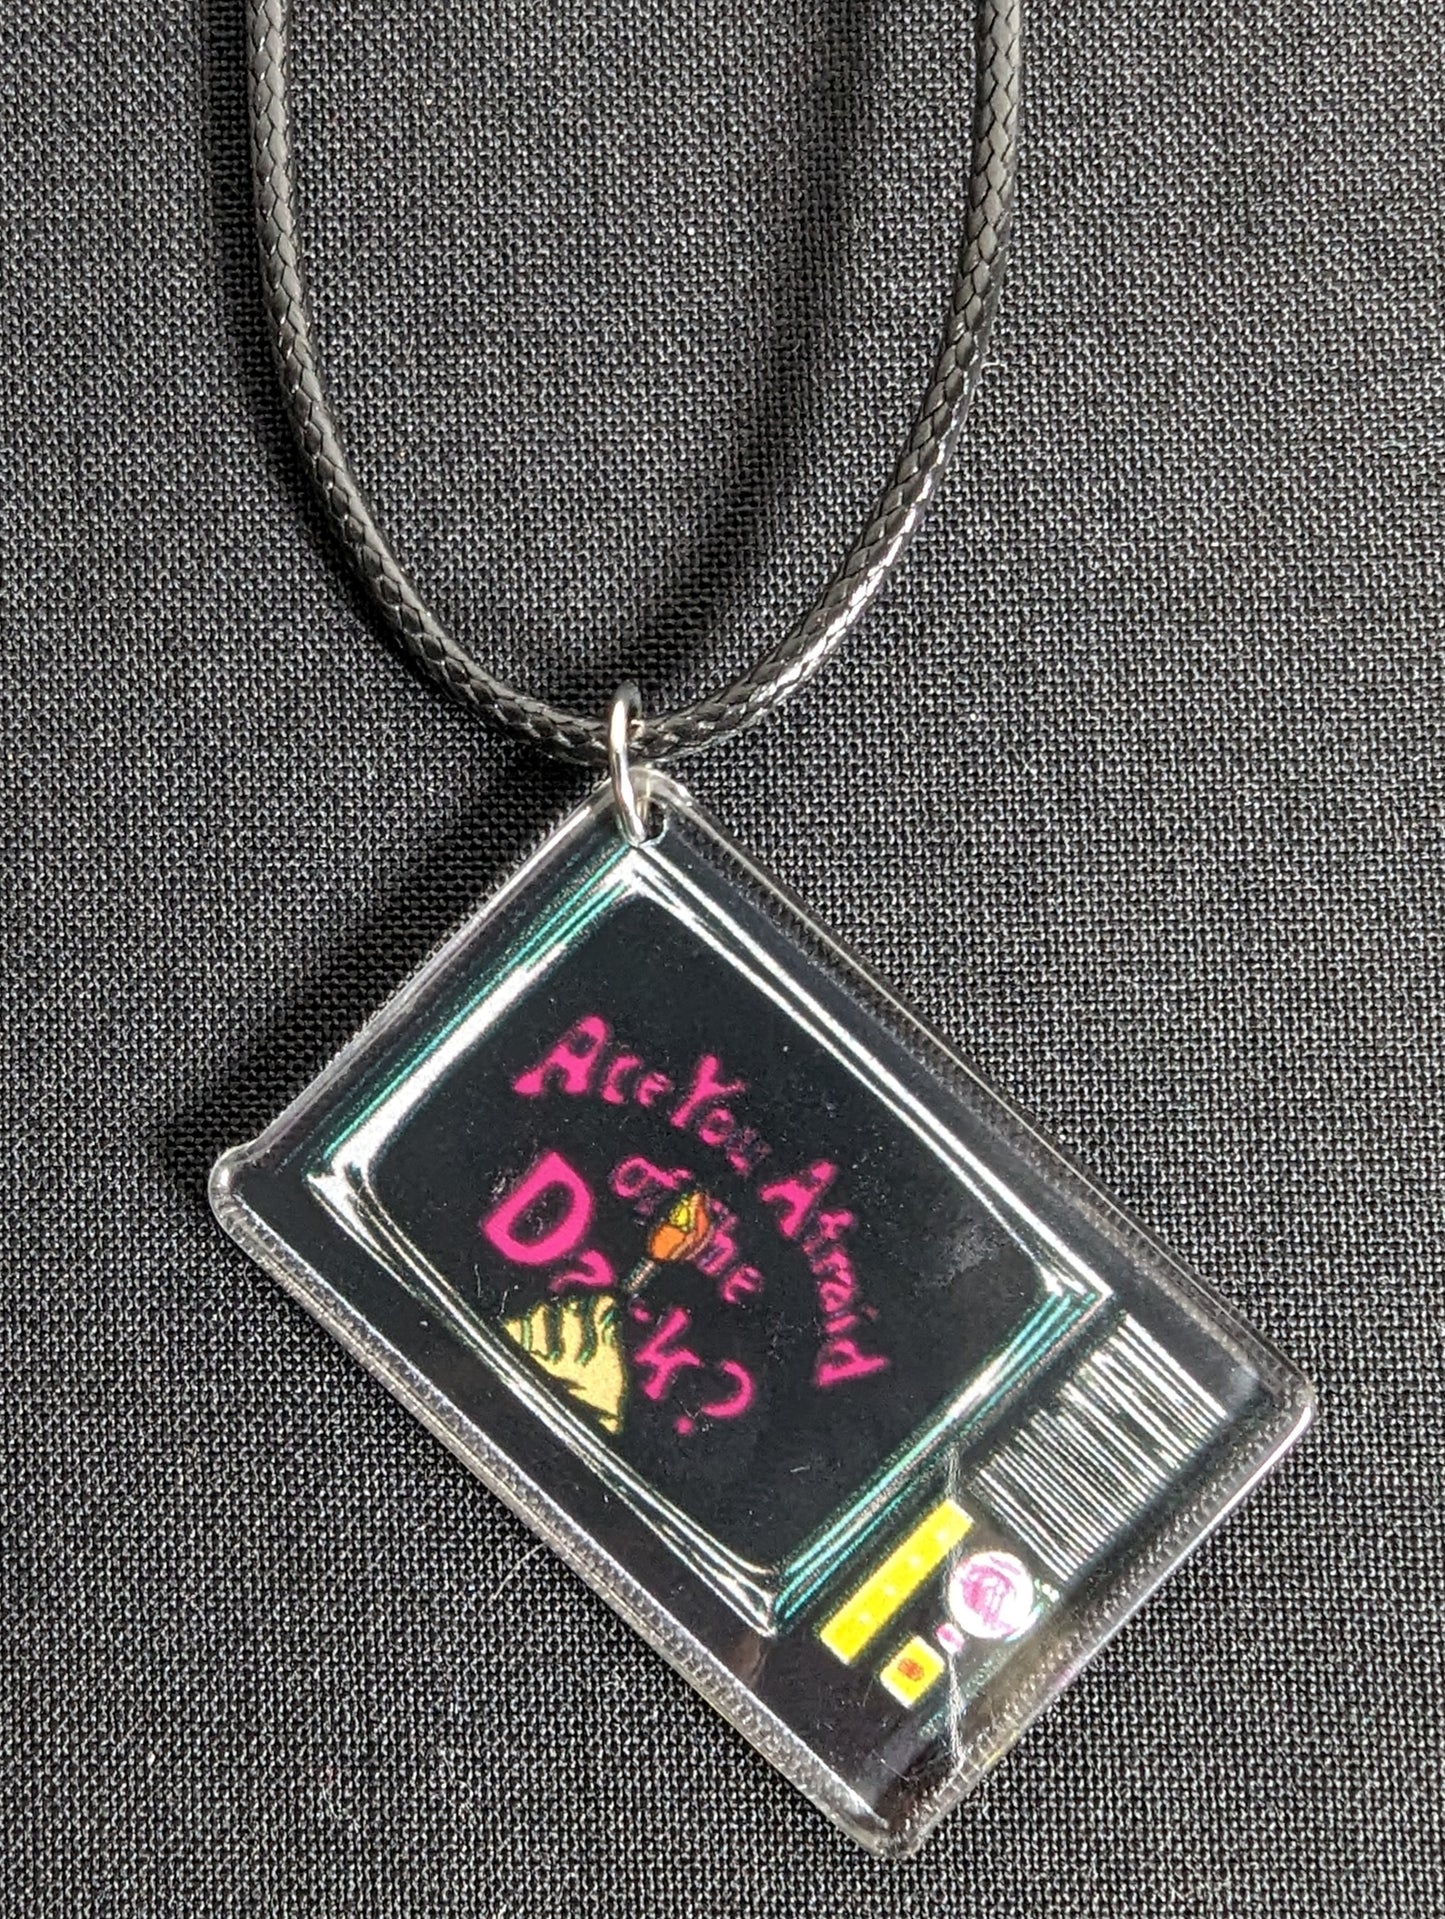 Are You Afraid
of the
Dark?